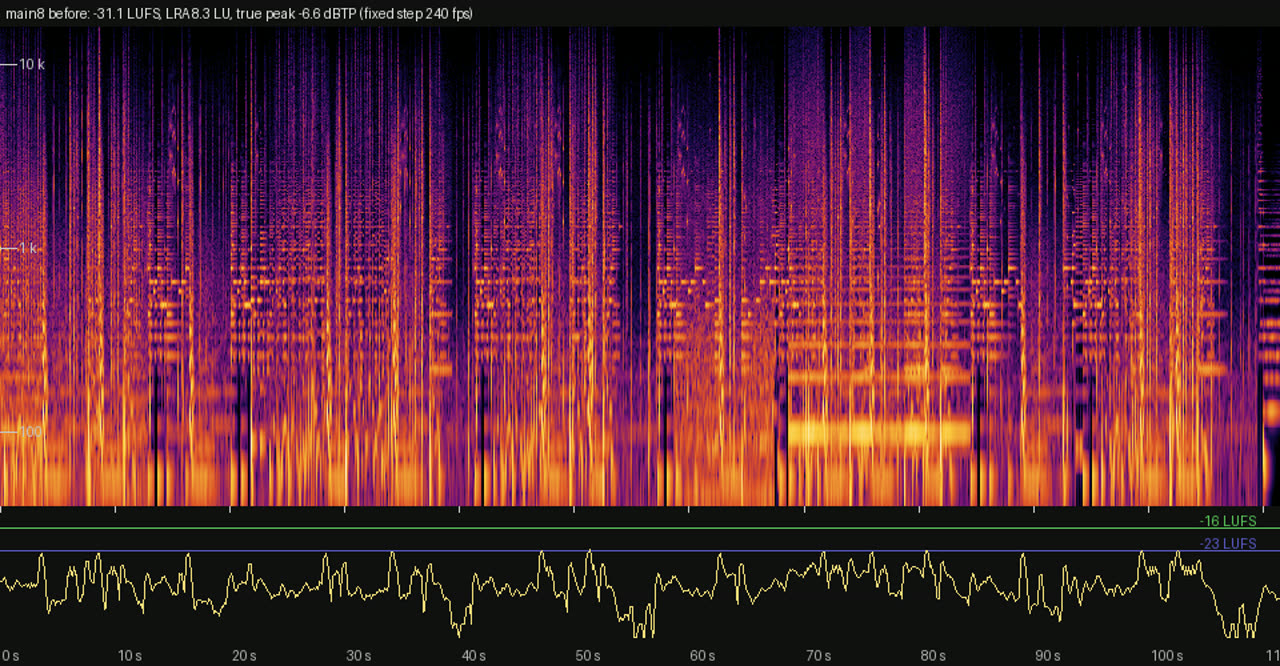 main8 before: -31.1 LUFS, LRA 8.3 LU, true peak -6.6 dBTP (fixed step 240 fps)
10 k
1 k
100
-16 LUFS
-23 LUFS
0 s 10 s 20 s 30 s 40 s 50 s 60 s 70 s 80 s 90 s 100 s 11